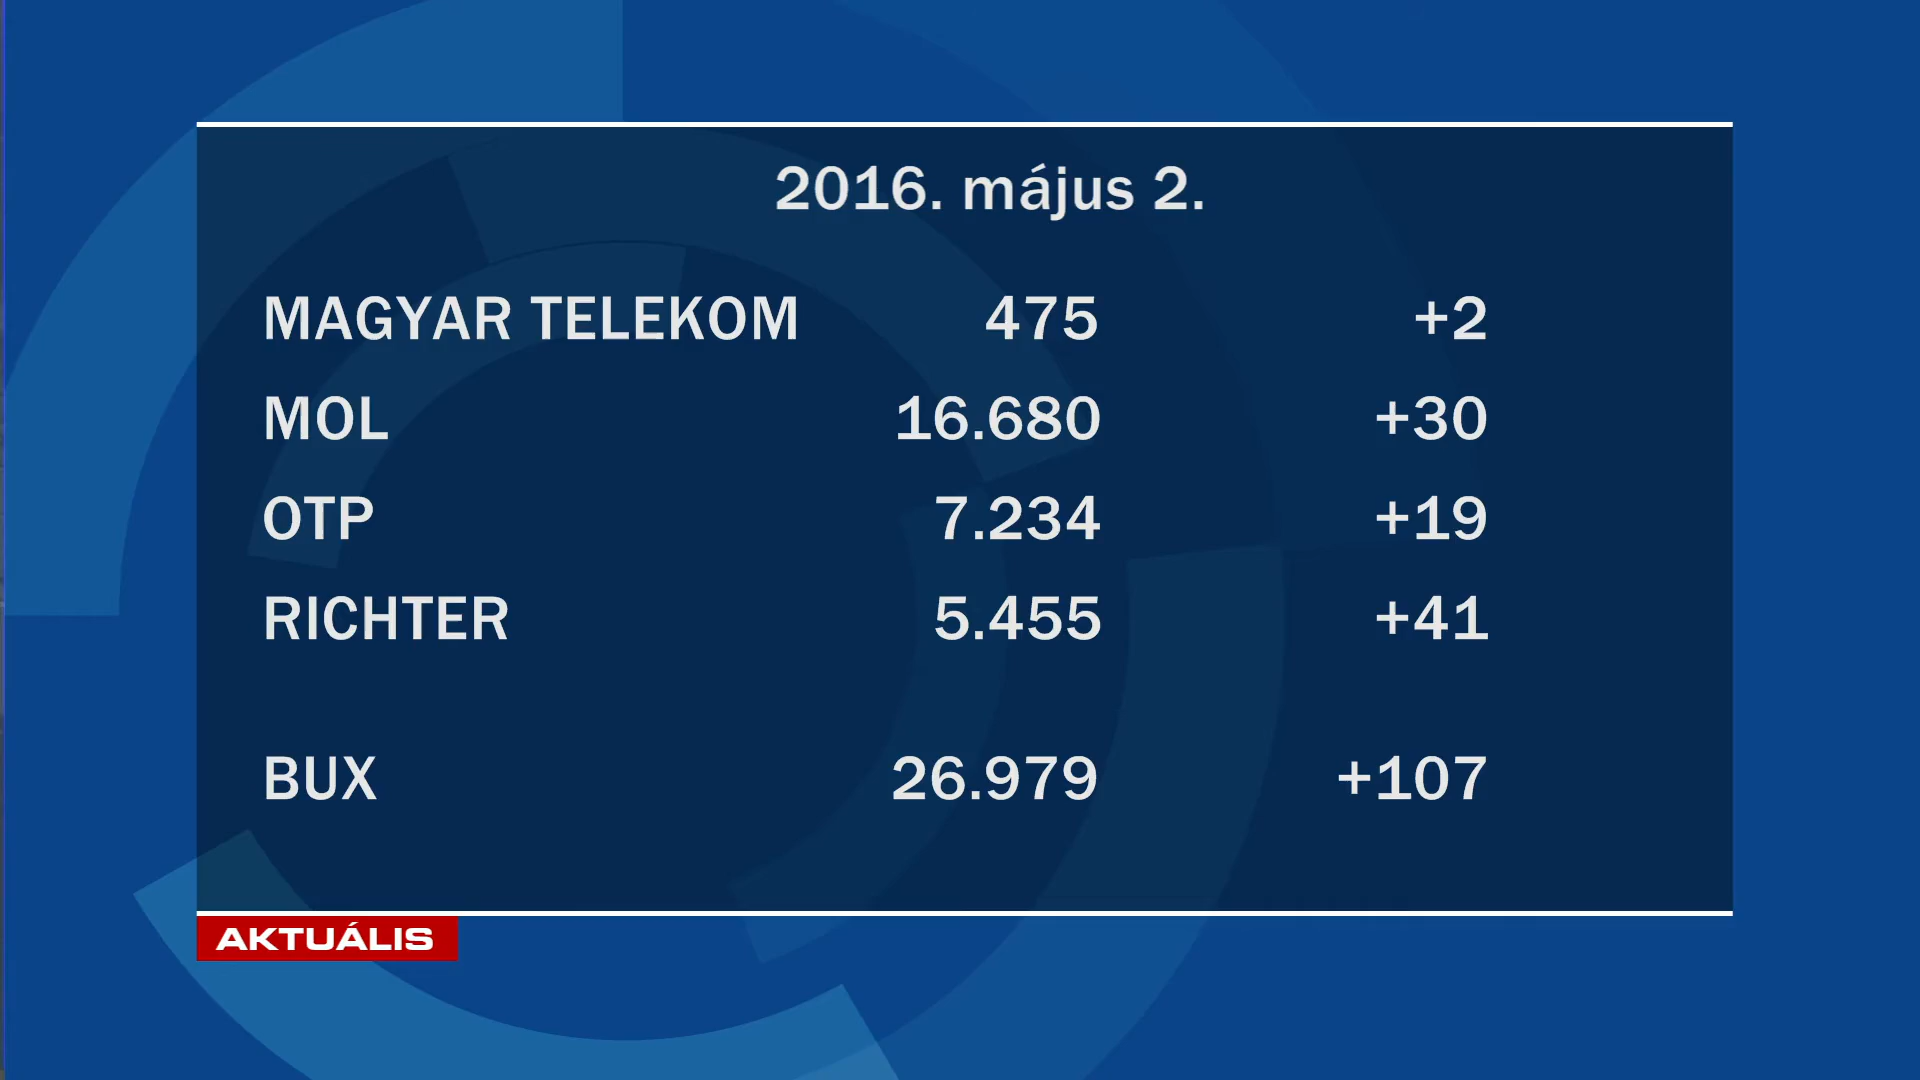 2016. május 2.
MAGYAR TELEKOM 475 +2
MOL 16.680 +30
OTP 7.234 +19
RICHTER 5.455 +41
BUX 26.979 +107
AKTUÁLIS